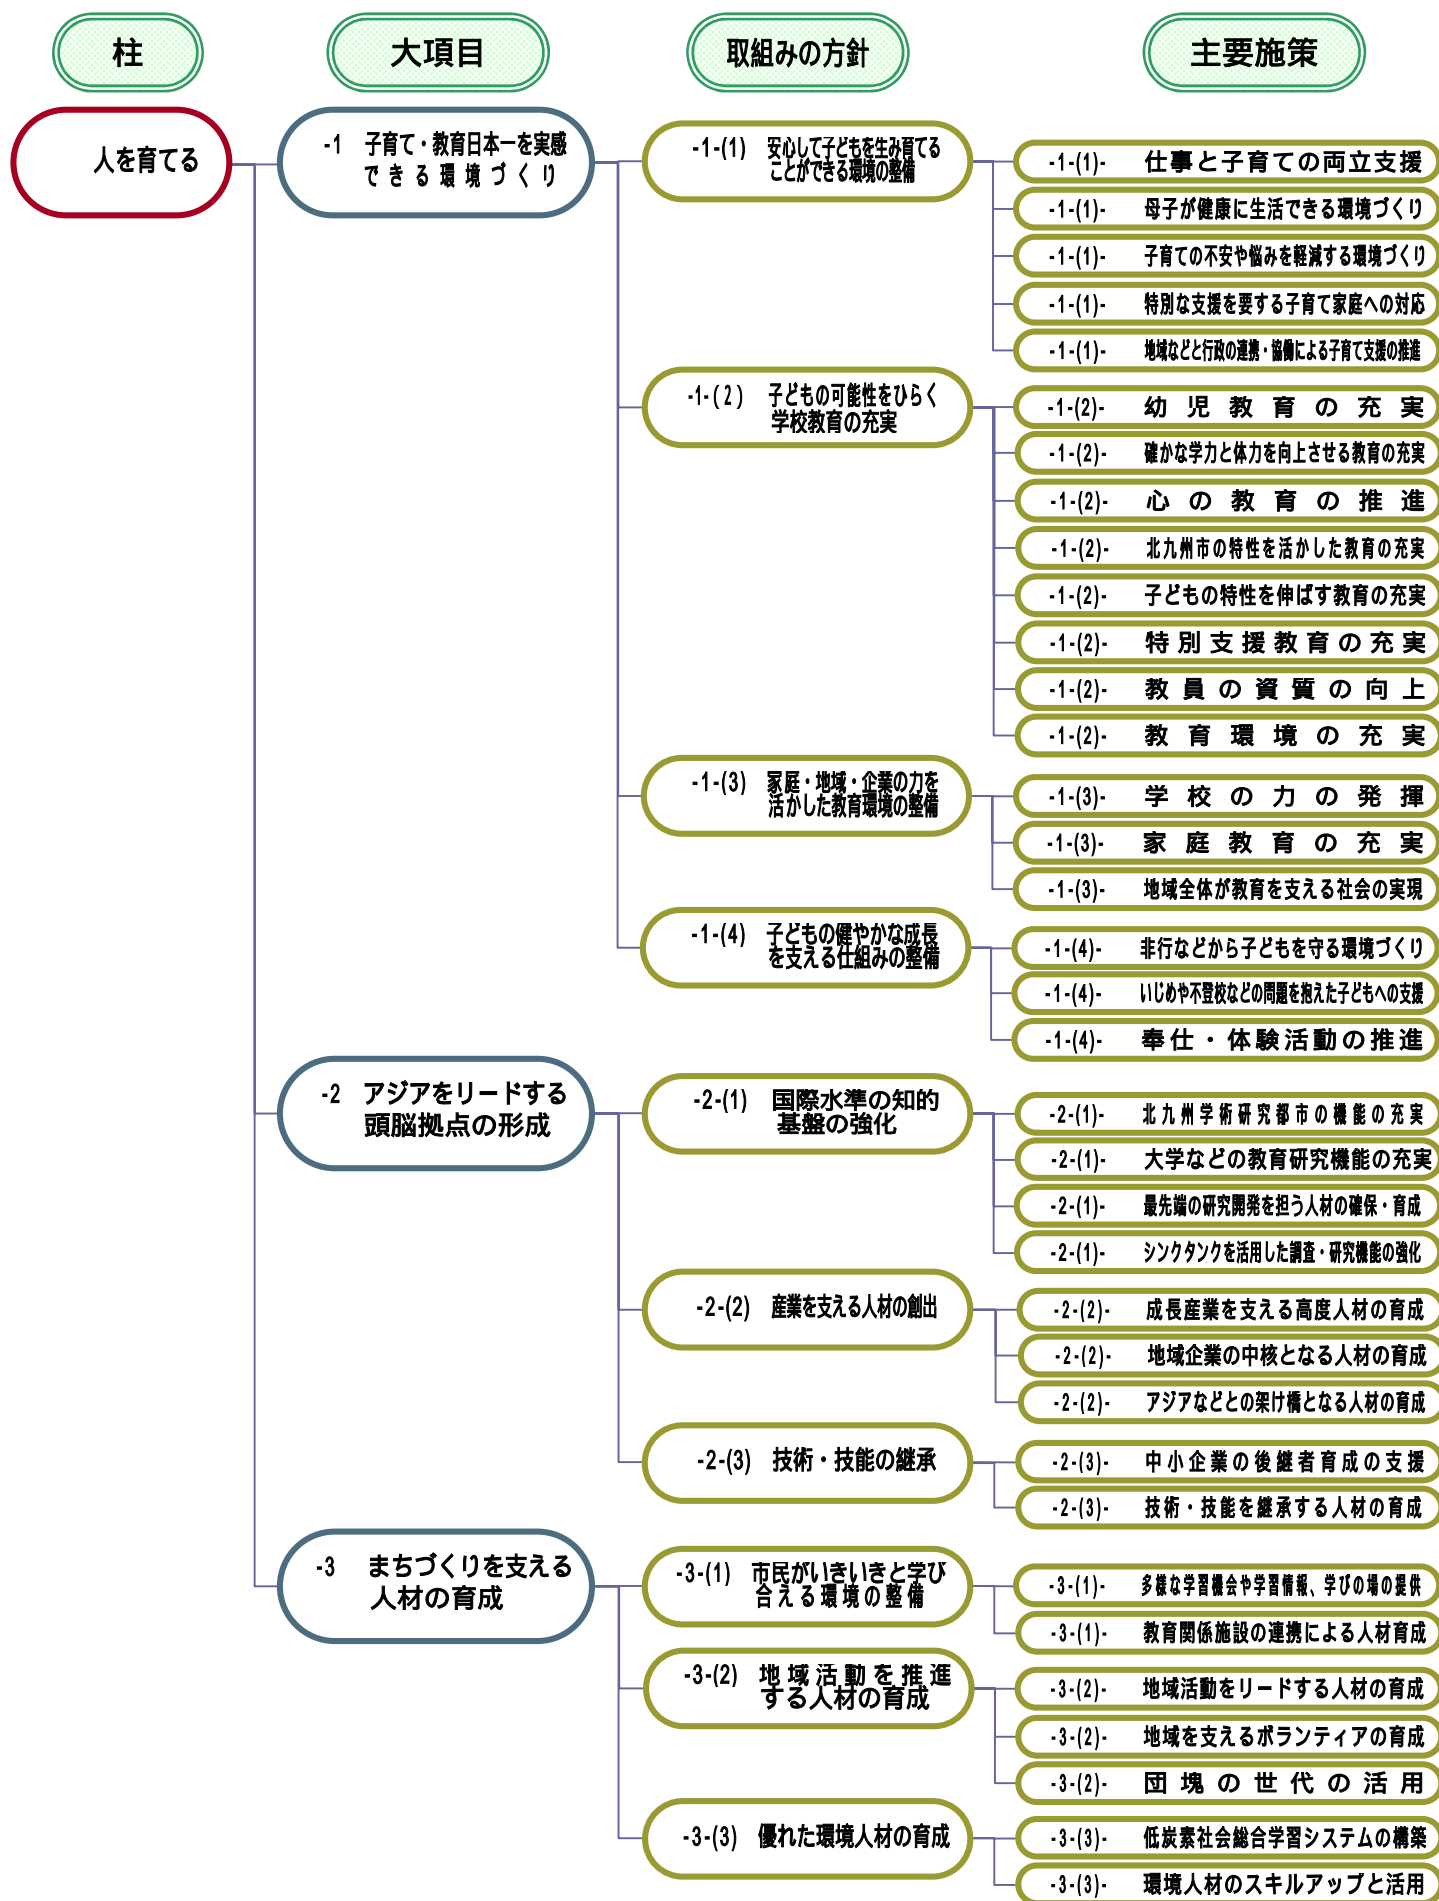 柱
大項目
取組みの方針
主要施策
人を育てる
-1 子育て・教育日本一を実感
できる環境づくり
-1-(1) 安心して子どもを生み育てる
ことができる環境の整備
-1-(1)- 仕事と子育ての両立支援
-1-(1)- 母子が健康に生活できる環境づくり
-1-(1)- 子育ての不安や悩みを軽減する環境づくり
-1-(1)- 特別な支援を要する子育て家庭への対応
-1-(1)- 地域などと行政の連携・協働による子育て支援の推進
-1-(2) 子どもの可能性をひらく
学校教育の充実
-1-(2)- 幼児教育の充実
-1-(2)- 確かな学力と体力を向上させる教育の充実
-1-(2)- 心の教育の推進
-1-(2)- 北九州市の特性を活かした教育の充実
-1-(2)- 子どもの特性を伸ばす教育の充実
-1-(2)- 特別支援教育の充実
-1-(2)- 教員の資質の向上
-1-(2)- 教育環境の充実
-1-(3) 家庭・地域・企業の力を
活かした教育環境の整備
-1-(3)- 学校の力の発揮
-1-(3)- 家庭教育の充実
-1-(3)- 地域全体が教育を支える社会の実現
-1-(4) 子どもの健やかな成長
を支える仕組みの整備
-1-(4)- 非行などから子どもを守る環境づくり
-1-(4)- いじめや不登校などの問題を抱えた子どもへの支援
-1-(4)- 奉仕・体験活動の推進
-2 アジアをリードする
頭脳拠点の形成
-2-(1) 国際水準の知的
基盤の強化
-2-(1)- 北九州学術研究都市の機能の充実
-2-(1)- 大学などの教育研究機能の充実
-2-(1)- 最先端の研究開発を担う人材の確保・育成
-2-(1)- シンクタンクを活用した調査・研究機能の強化
-2-(2) 産業を支える人材の創出
-2-(2)- 成長産業を支える高度人材の育成
-2-(2)- 地域企業の中核となる人材の育成
-2-(2)- アジアなどとの架け橋となる人材の育成
-2-(3) 技術・技能の継承
-2-(3)- 中小企業の後継者育成の支援
-2-(3)- 技術・技能を継承する人材の育成
-3 まちづくりを支える
人材の育成
-3-(1) 市民がいきいきと学び
合える環境の整備
-3-(1)- 多様な学習機会や学習情報、学びの場の提供
-3-(1)- 教育関係施設の連携による人材育成
-3-(2) 地域活動を推進
する人材の育成
-3-(2)- 地域活動をリードする人材の育成
-3-(2)- 地域を支えるボランティアの育成
-3-(2)- 団塊の世代の活用
-3-(3) 優れた環境人材の育成
-3-(3)- 低炭素社会総合学習システムの構築
-3-(3)- 環境人材のスキルアップと活用